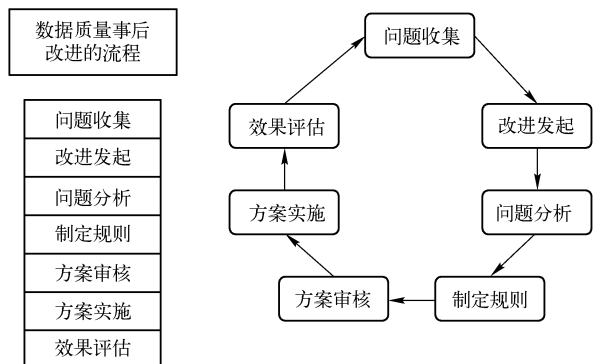 数据质量事后
改进的流程
问题收集
改进发起
问题分析
制定规则
方案审核
方案实施
效果评估
问题收集
改进发起
问题分析
制定规则
方案审核
方案实施
效果评估